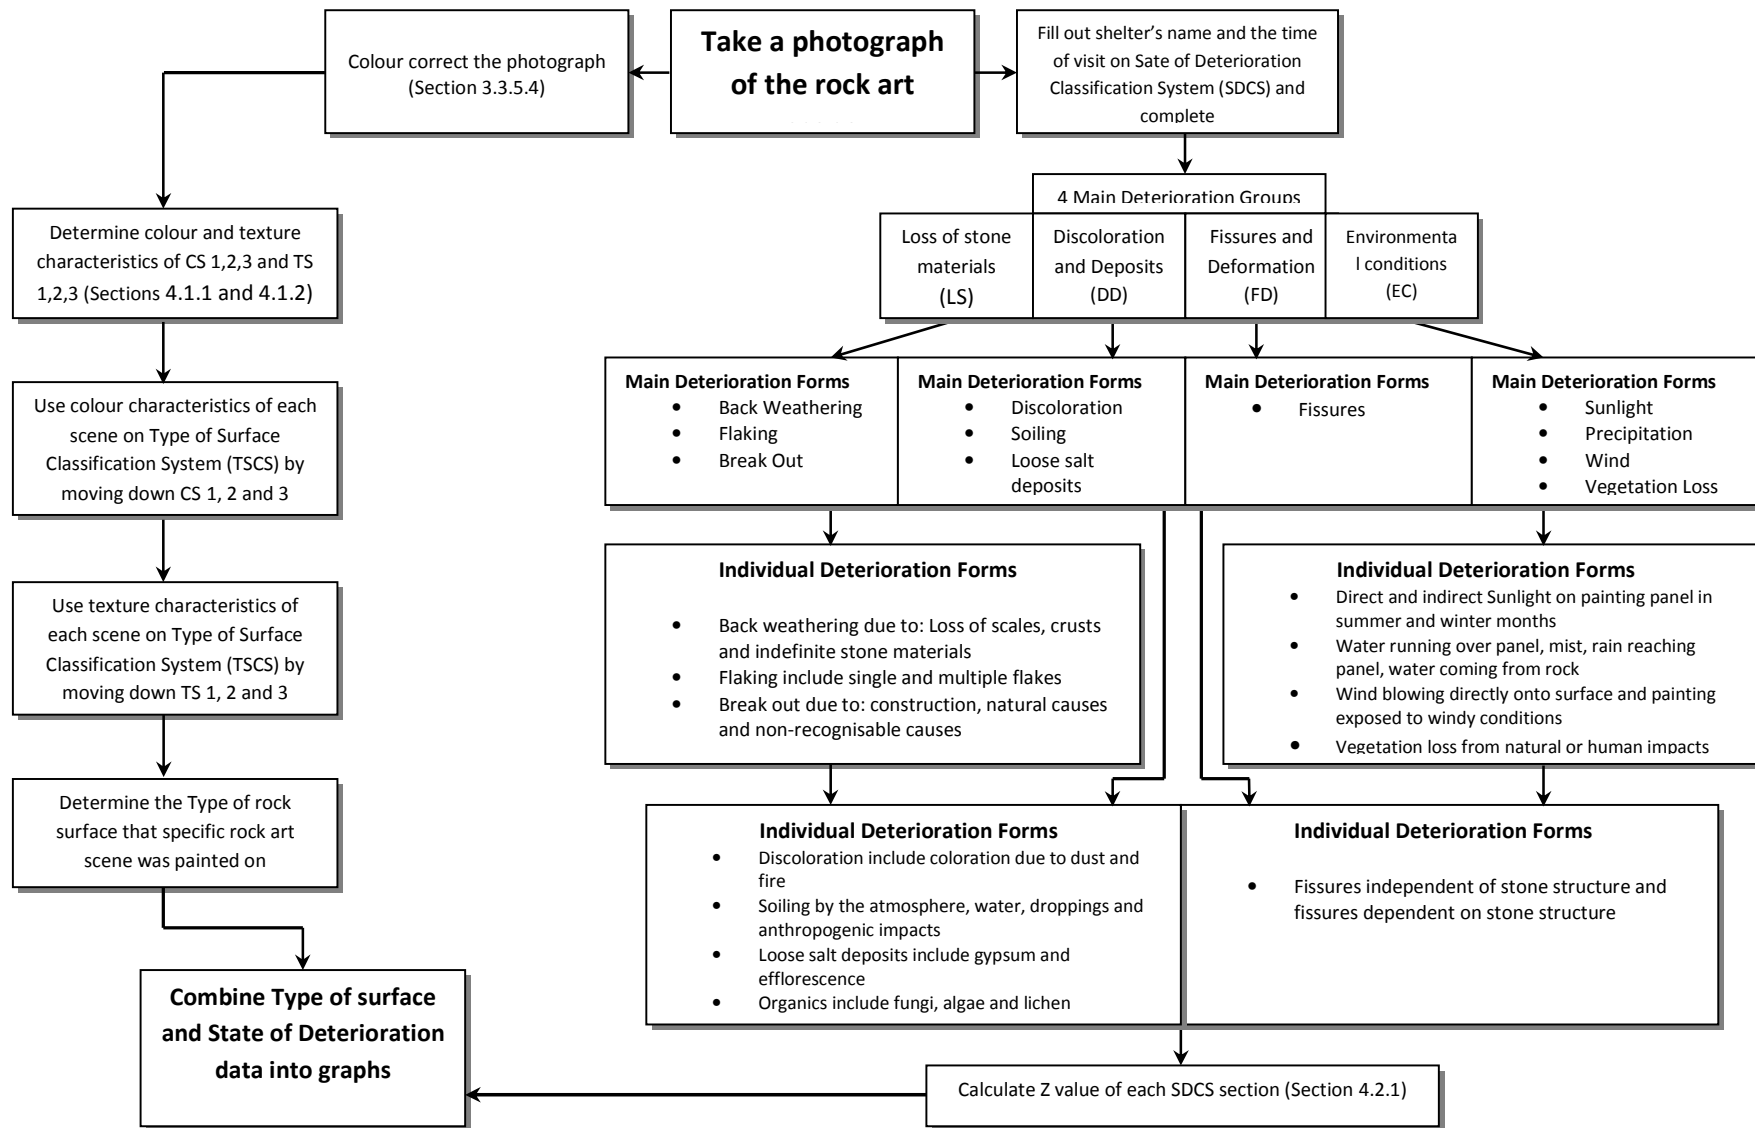 Take a photograph
of the rock art
Colour correct the photograph
(Section 3.3.5.4)
Fill out shelter’s name and the time
of visit on Sate of Deterioration
Classification System (SDCS) and
complete
4 Main Deterioration Groups
Loss of stone
materials
(LS)
Discoloration
and Deposits
(DD)
Fissures and
Deformation
(FD)
Environmenta
l conditions
(EC)
Determine colour and texture
characteristics of CS 1,2,3 and TS
1,2,3 (Sections 4.1.1 and 4.1.2)
Use colour characteristics of each
scene on Type of Surface
Classification System (TSCS) by
moving down CS 1, 2 and 3
Use texture characteristics of
each scene on Type of Surface
Classification System (TSCS) by
moving down TS 1, 2 and 3
Determine the Type of rock
surface that specific rock art
scene was painted on
Combine Type of surface
and State of Deterioration
data into graphs
Main Deterioration Forms
• Back Weathering
• Flaking
• Break Out
Main Deterioration Forms
• Discoloration
• Soiling
• Loose salt
deposits
Main Deterioration Forms
• Fissures
Main Deterioration Forms
• Sunlight
• Precipitation
• Wind
• Vegetation Loss
Individual Deterioration Forms
• Back weathering due to: Loss of scales, crusts
and indefinite stone materials
• Flaking include single and multiple flakes
• Break out due to: construction, natural causes
and non-recognisable causes
Individual Deterioration Forms
• Direct and indirect Sunlight on painting panel in
summer and winter months
• Water running over panel, mist, rain reaching
panel, water coming from rock
• Wind blowing directly onto surface and painting
exposed to windy conditions
• Vegetation loss from natural or human impacts
Individual Deterioration Forms
• Discoloration include coloration due to dust and
fire
• Soiling by the atmosphere, water, droppings and
anthropogenic impacts
• Loose salt deposits include gypsum and
efflorescence
• Organics include fungi, algae and lichen
Individual Deterioration Forms
• Fissures independent of stone structure and
fissures dependent on stone structure
Calculate Z value of each SDCS section (Section 4.2.1)